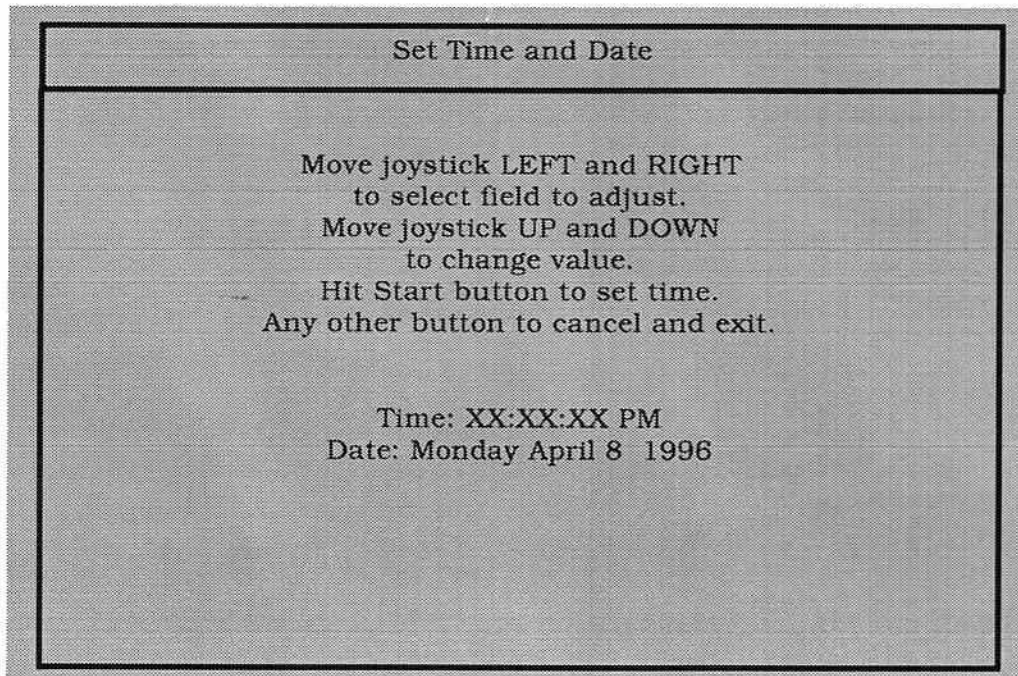 Set Time and Date
Move joystick LEFT and RIGHT
to select field to adjust.
Move joystick UP and DOWN
to change value.
Hit Start button to set time.
Any other button to cancel and exit.
Time: XX:XX:XX PM
Date: Monday April 8  1996